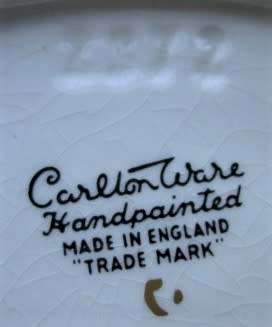 Carlton Ware
Handpainted
MADE IN ENGLAND
"TRADE MARK"